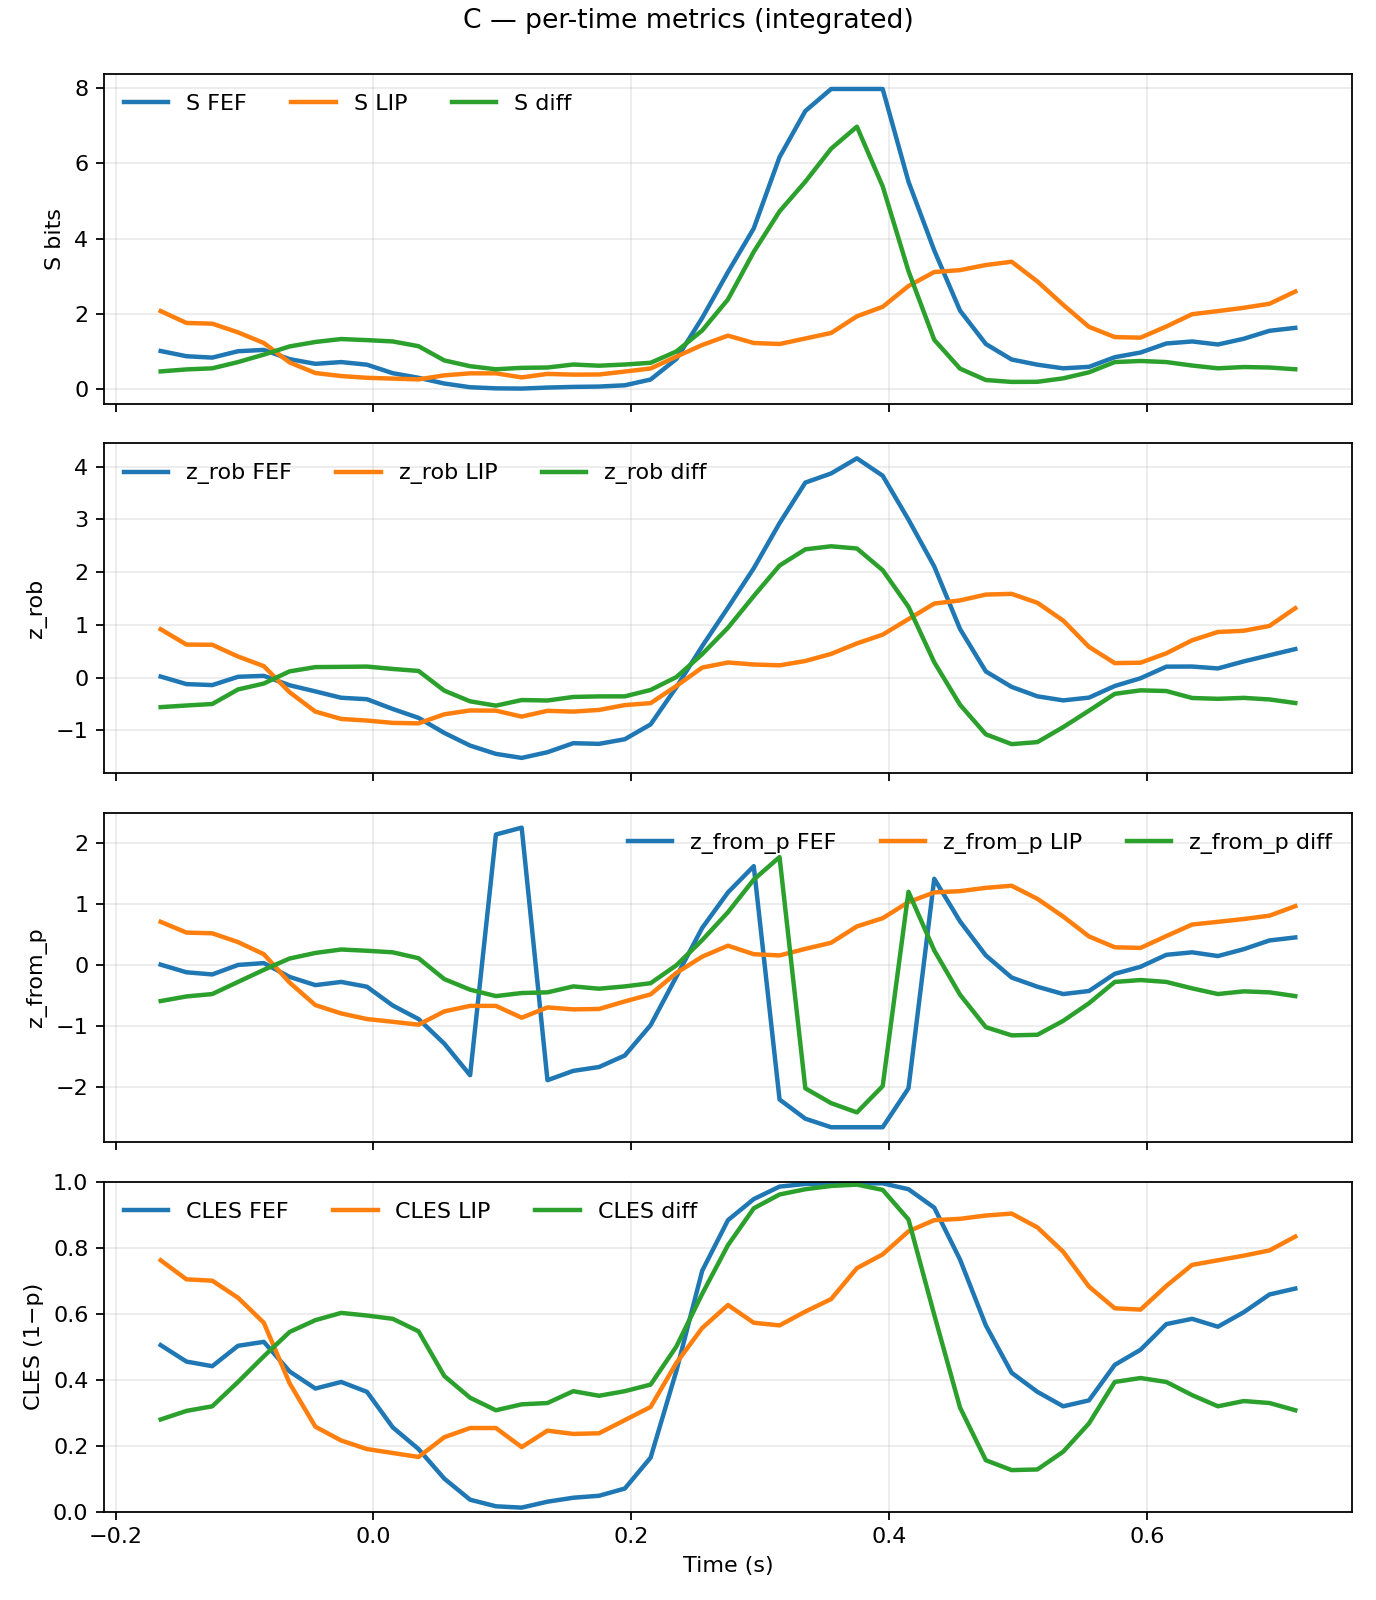 C — per-time metrics (integrated)
S FEF S LIP S diff
8
6
4
2
0
S bits
z_rob FEF z_rob LIP z_rob diff
4
3
2
1
0
−1
z_rob
z_from_p FEF z_from_p LIP z_from_p diff
2
1
0
−1
−2
z_from_p
CLES FEF CLES LIP CLES diff
1.0
0.8
0.6
0.4
0.2
0.0
CLES (1−p)
−0.2 0.0 0.2 0.4 0.6
Time (s)